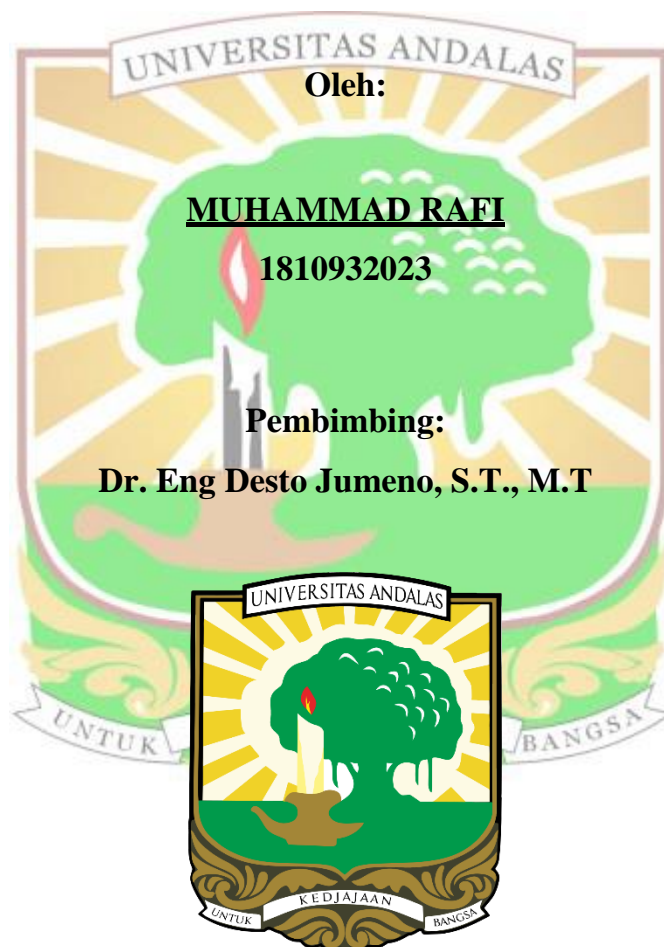 UNIVERSITAS ANDALAS
Oleh:
MUHAMMAD RAFI
1810932023
Pembimbing:
Dr. Eng Desto Jumeno, S.T., M.T
UNIVERSITAS ANDALAS
UNTUK
BANGSA
KEDJAJAAN
UNTUK
BANGSA